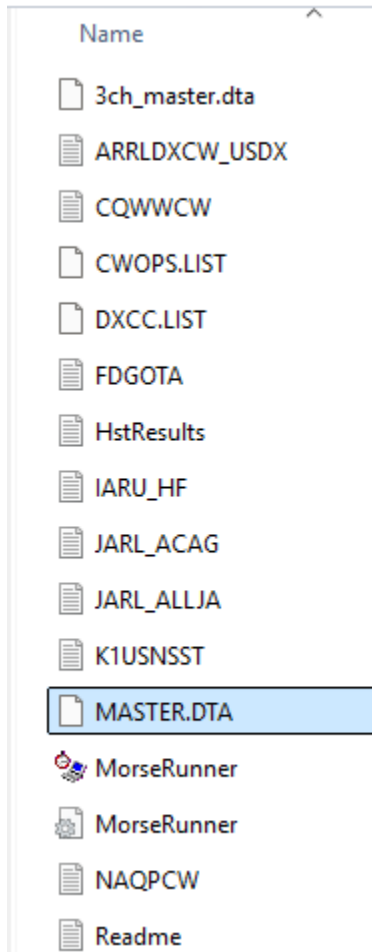 Name
3ch_master.dta
ARRLDXCW_USDX
CQWWCW
CWOPS.LIST
DXCC.LIST
FDGOTA
HstResults
IARU_HF
JARL_ACAG
JARL_ALLJA
K1USNSST
MASTER.DTA
MorseRunner
MorseRunner
NAQPCW
Readme